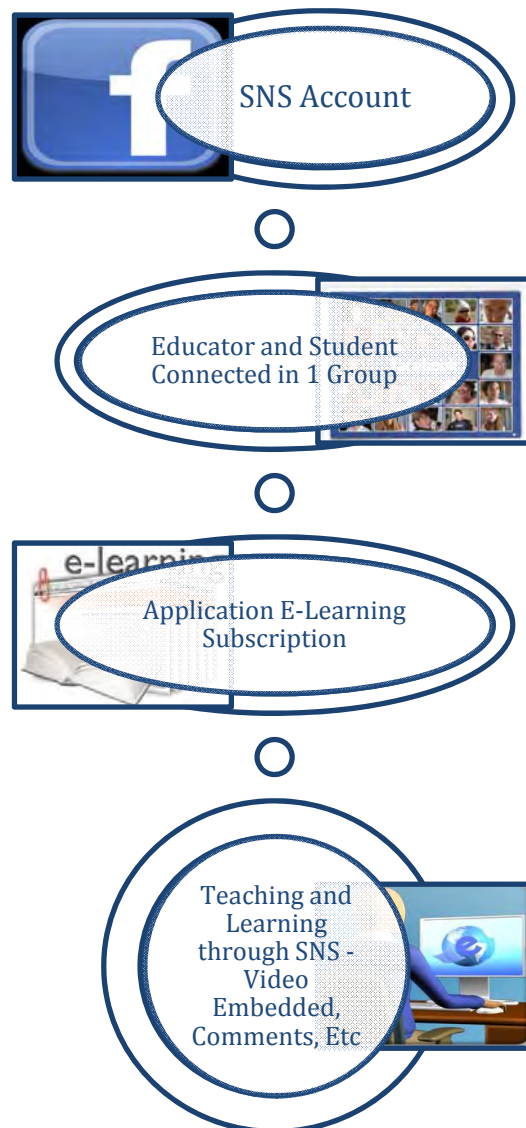 f
SNS Account
Educator and Student
Connected in 1 Group
e-learning
Application E-Learning
Subscription
Teaching and
Learning
through SNS -
Video
Embedded,
Comments, Etc